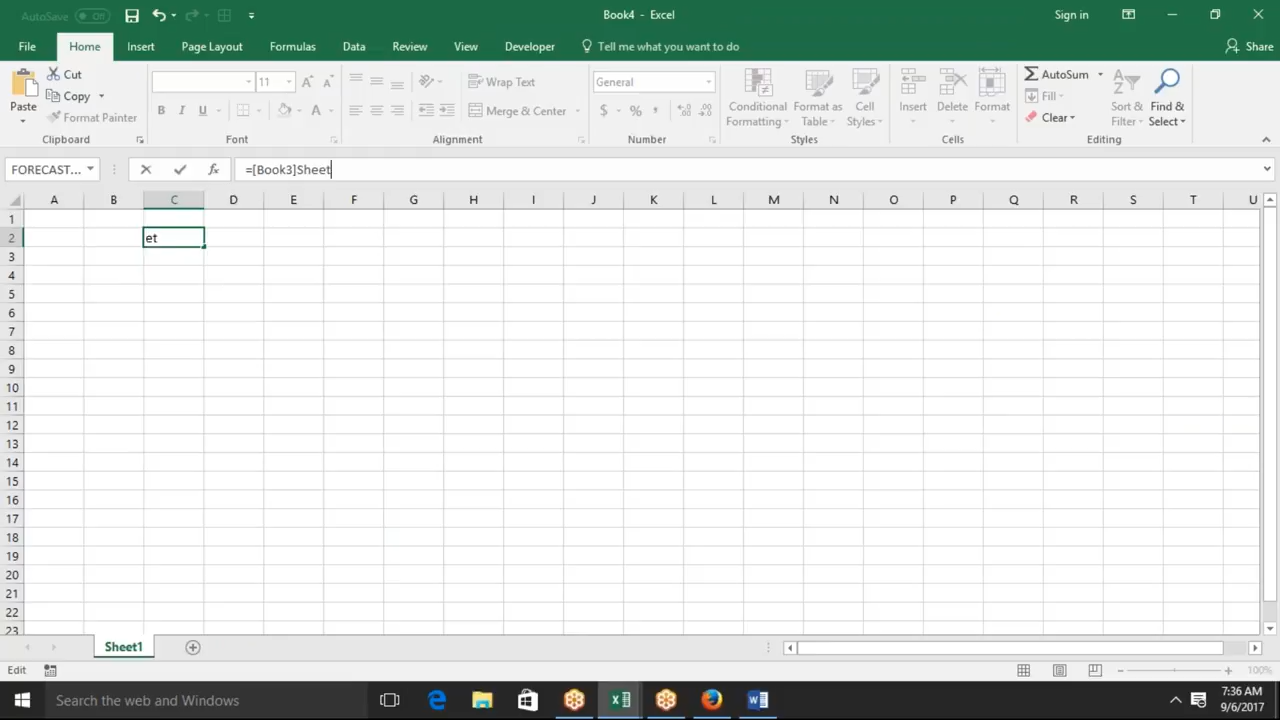 AutoSave Off
Book4 - Excel
Sign in
File Home Insert Page Layout Formulas Data Review View Developer Tell me what you want to do Share
Paste
Cut
Copy
Format Painter
Clipboard
11
B I U
Font
Wrap Text
Merge & Center
Alignment
General
$ % ,
Number
Conditional Formatting
Format as Table
Cell Styles
Styles
Insert
Delete
Format
Cells
AutoSum
Fill
Clear
Sort & Filter
Find & Select
Editing
FORECAST... fx =[Book3]Sheet
A B C D E F G H I J K L M N O P Q R S T U
1
2 et
3
4
5
6
7
8
9
10
11
12
13
14
15
16
17
18
19
20
21
22
23
Sheet1
Edit 100%
Search the web and Windows
7:36 AM
9/6/2017